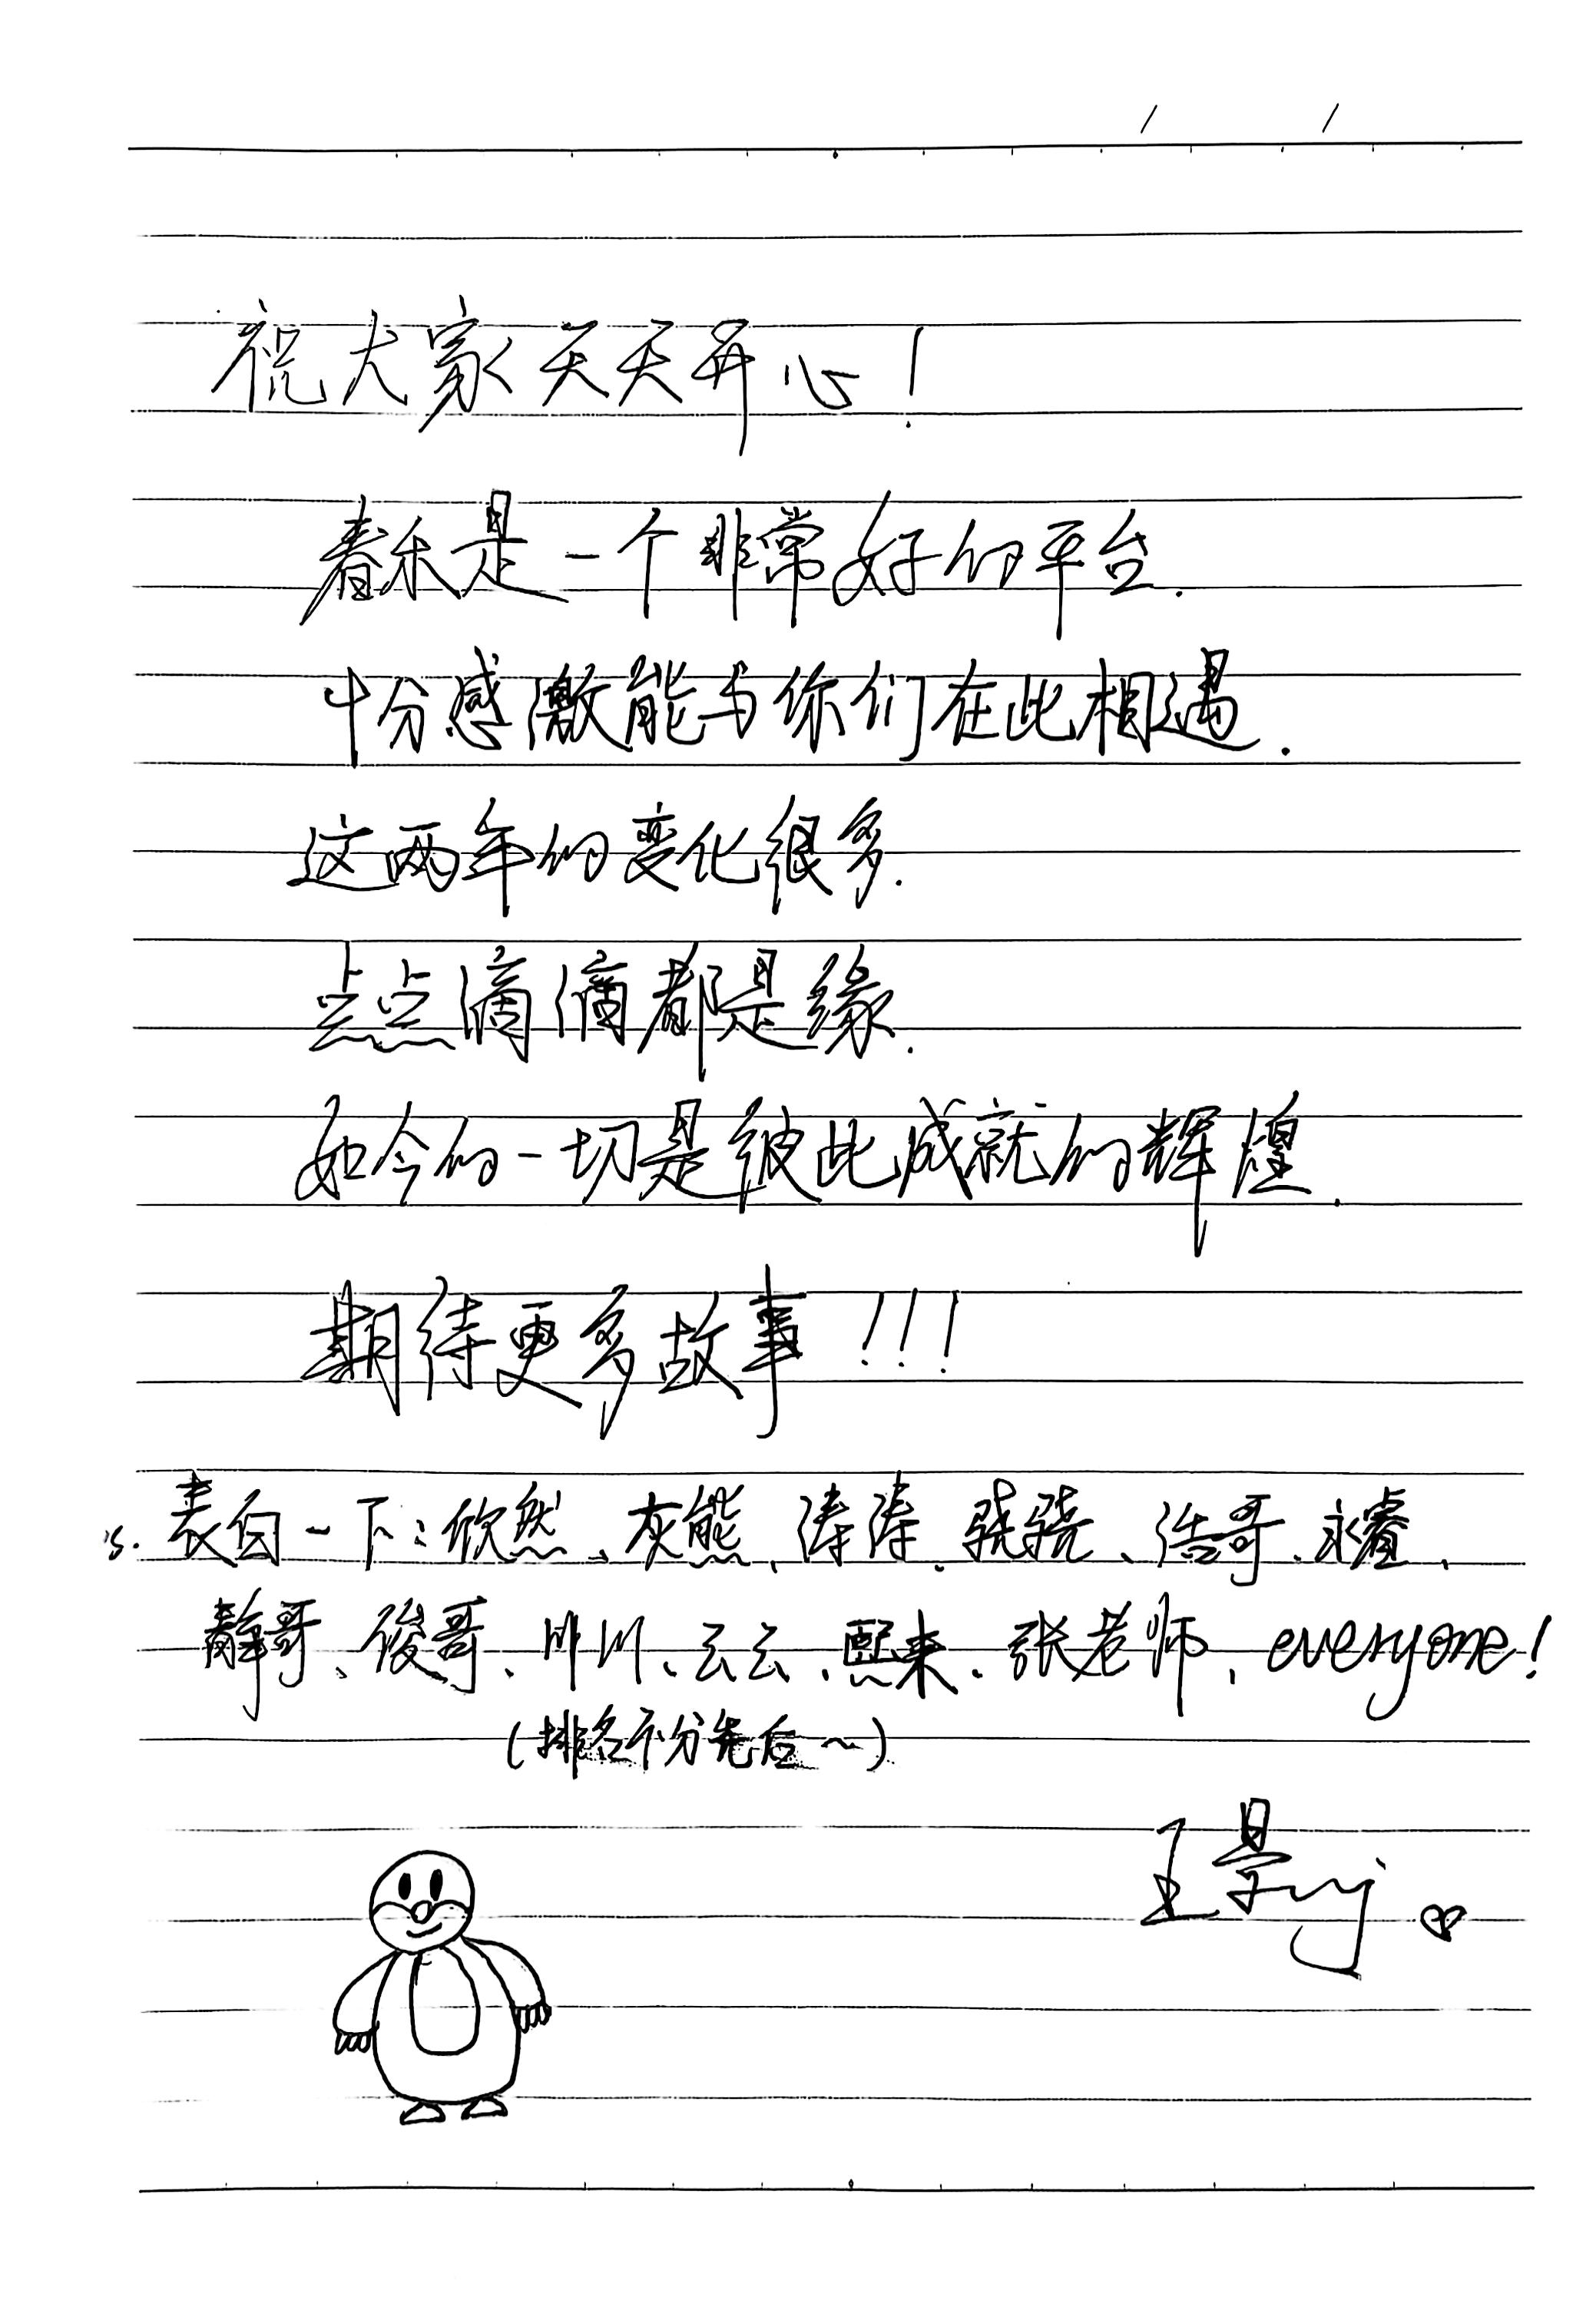 祝大家天天开心!
春禾是一个非常好的平台.
十分感激能与你们在此相遇.
这两年的变化很多.
点点滴滴都是缘.
如今的一切是彼此成就的辉煌.
期待更多故事!!!
s. 表白一下:欣然、灰熊、涛涛、骁骁、浩哥、永睿、
静哥、俊哥、川川、云云、熙来、张老师、everyone!
(排名不分先后~)
王景